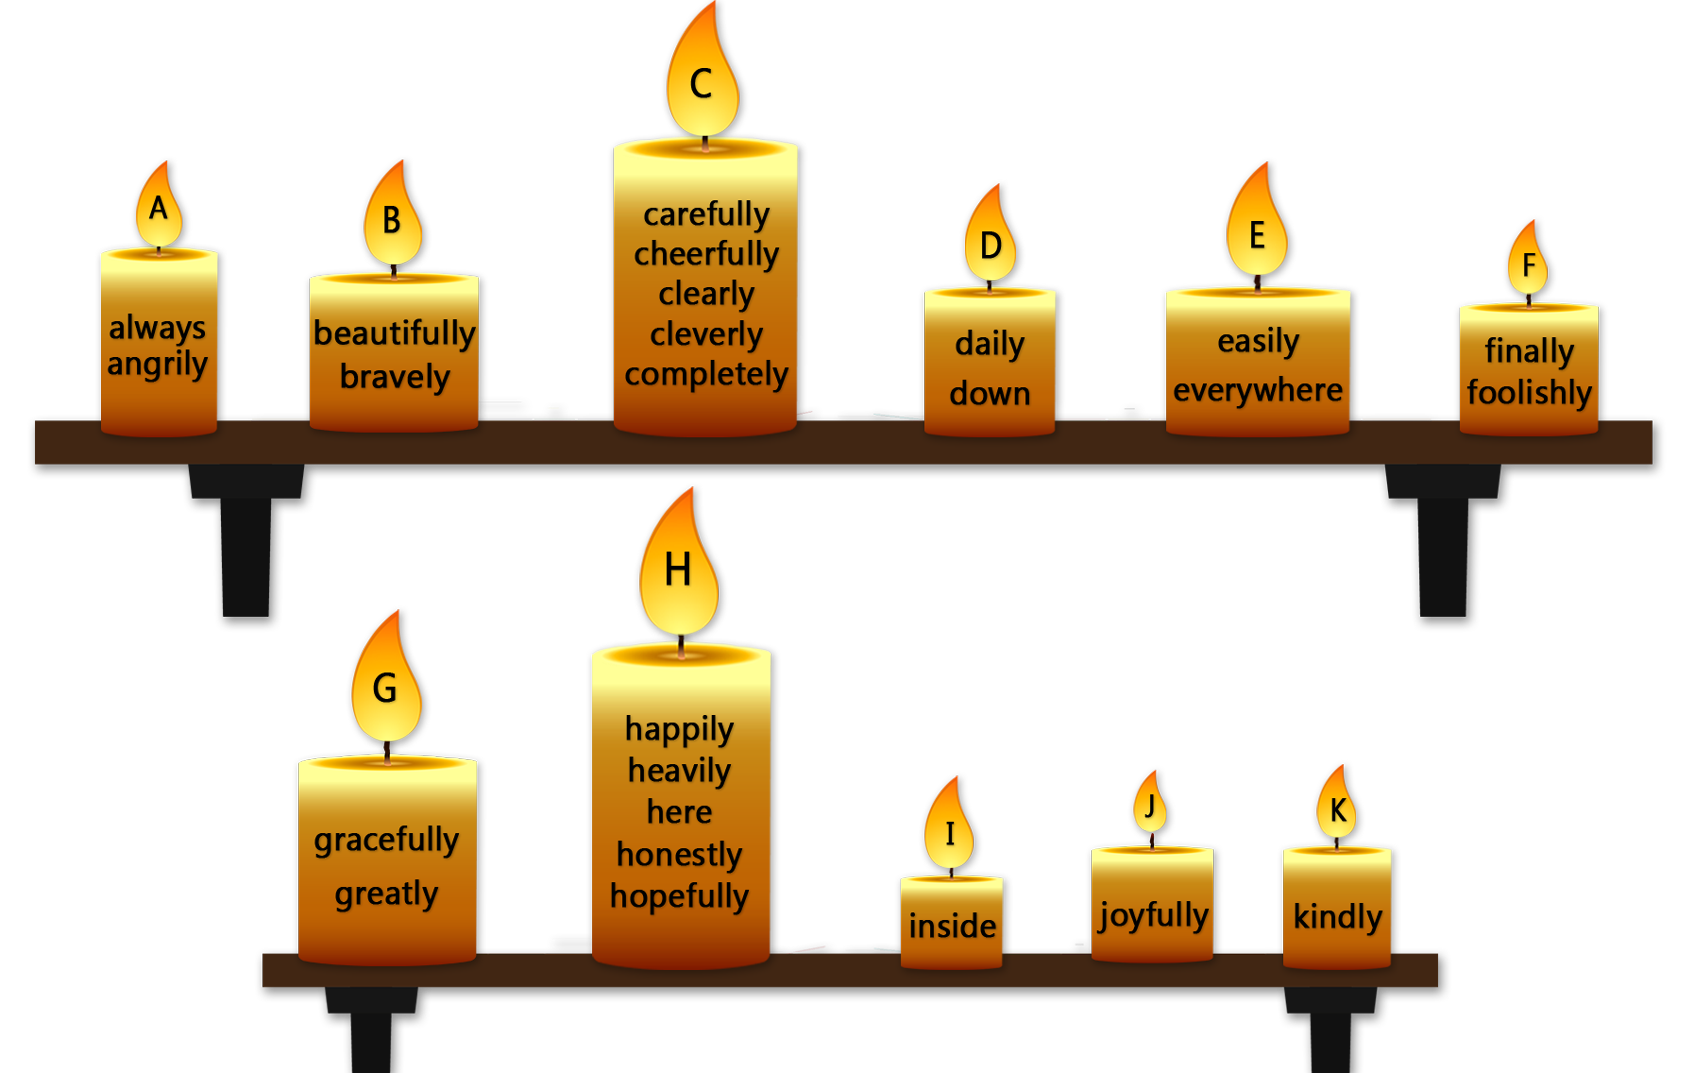 A
always
angrily
B
beautifully
bravely
C
carefully
cheerfully
clearly
cleverly
completely
D
daily
down
E
easily
everywhere
F
finally
foolishly
G
gracefully
greatly
H
happily
heavily
here
honestly
hopefully
I
inside
J
joyfully
K
kindly